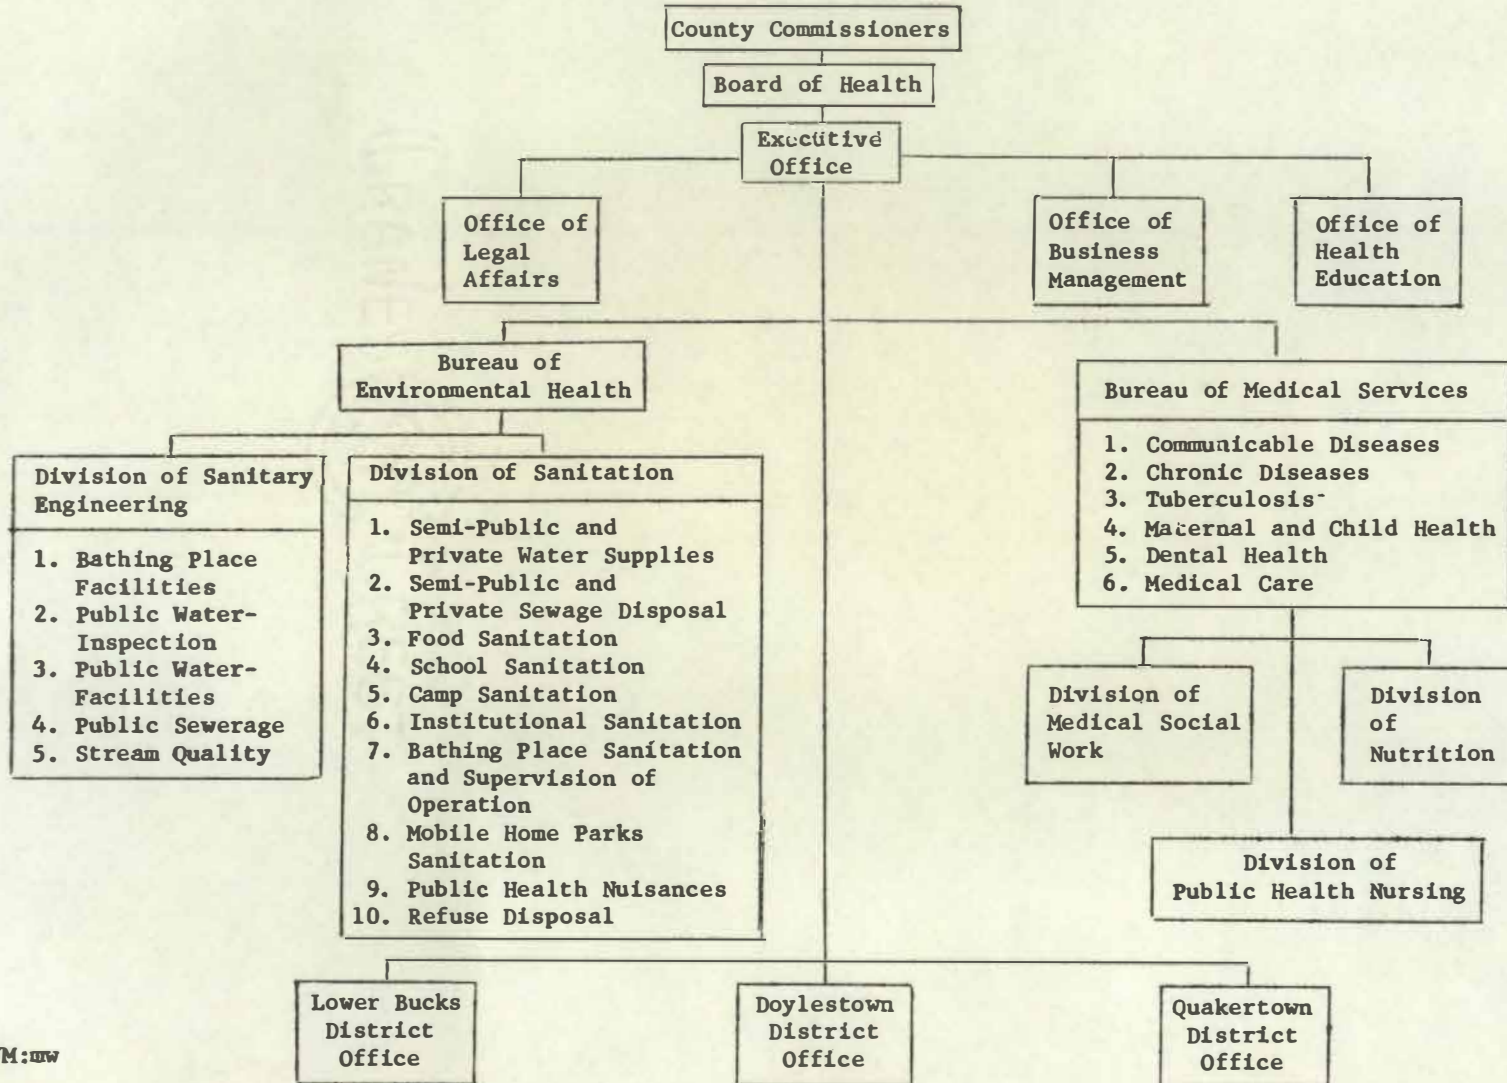 County Commissioners
Board of Health
Executive
Office
Office of
Legal
Affairs
Office of
Business
Management
Office of
Health
Education
Bureau of
Environmental Health
Bureau of Medical Services
1. Communicable Diseases
2. Chronic Diseases
3. Tuberculosis
4. Maternal and Child Health
5. Dental Health
6. Medical Care
Division of Sanitary
Engineering
1. Bathing Place
Facilities
2. Public Water-
Inspection
3. Public Water-
Facilities
4. Public Sewerage
5. Stream Quality
Division of Sanitation
1. Semi-Public and
Private Water Supplies
2. Semi-Public and
Private Sewage Disposal
3. Food Sanitation
4. School Sanitation
5. Camp Sanitation
6. Institutional Sanitation
7. Bathing Place Sanitation
and Supervision of
Operation
8. Mobile Home Parks
Sanitation
9. Public Health Nuisances
10. Refuse Disposal
Division of
Medical Social
Work
Division
of
Nutrition
Division of
Public Health Nursing
Lower Bucks
District
Office
Doylestown
District
Office
Quakertown
District
Office
M:mw